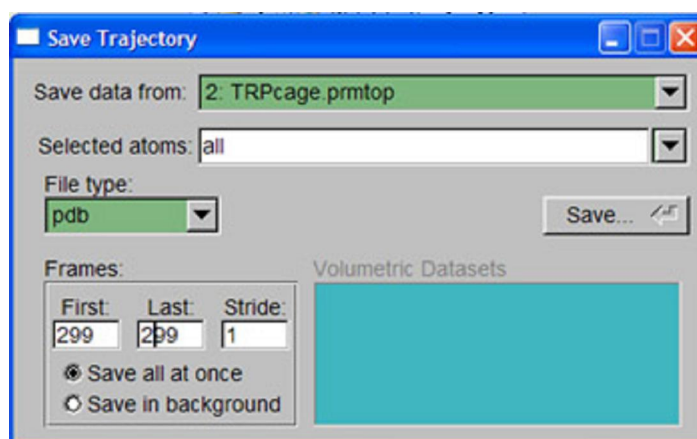 Save Trajectory
Save data from: 2: TRPcage.prmtop
Selected atoms: all
File type:
pdb
Save...
Frames:
Volumetric Datasets
First: Last: Stride:
299 299 1
Save all at once
Save in background